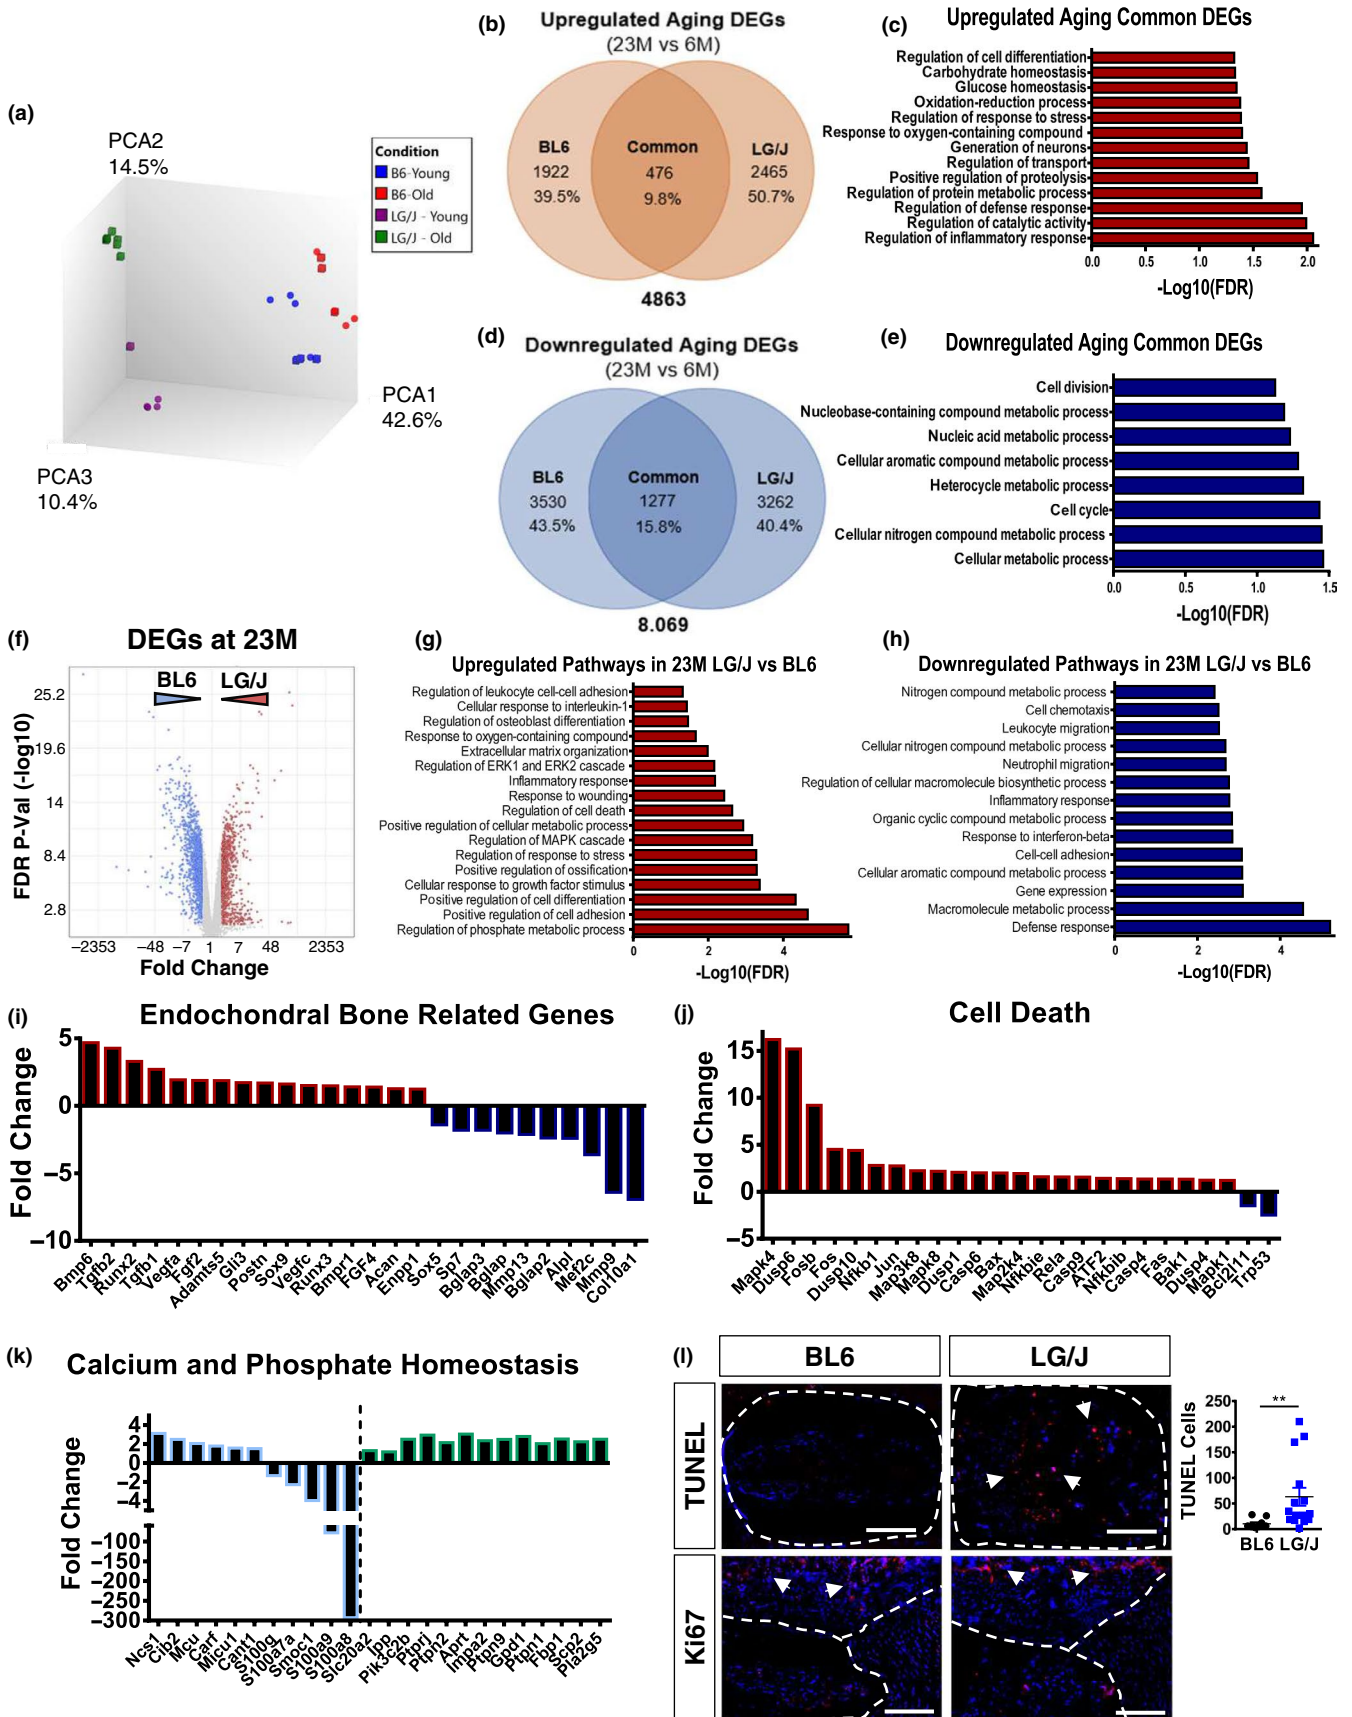 (a)
PCA2
14.5%
PCA1
42.6%
PCA3
10.4%
Condition
B6-Young
B6-Old
LG/J - Young
LG/J - Old
(b)
Upregulated Aging DEGs
(23M vs 6M)
BL6
1922
39.5%
Common
476
9.8%
LG/J
2465
50.7%
4863
(c)
Upregulated Aging Common DEGs
Regulation of cell differentiation
Carbohydrate homeostasis
Glucose homeostasis
Oxidation-reduction process
Regulation of response to stress
Response to oxygen-containing compound
Generation of neurons
Regulation of transport
Positive regulation of proteolysis
Regulation of protein metabolic process
Regulation of defense response
Regulation of catalytic activity
Regulation of inflammatory response
0.0 0.5 1.0 1.5 2.0
-Log10(FDR)
(d)
Downregulated Aging DEGs
(23M vs 6M)
BL6
3530
43.5%
Common
1277
15.8%
LG/J
3262
40.4%
8.069
(e)
Downregulated Aging Common DEGs
Cell division
Nucleobase-containing compound metabolic process
Nucleic acid metabolic process
Cellular aromatic compound metabolic process
Heterocycle metabolic process
Cell cycle
Cellular nitrogen compound metabolic process
Cellular metabolic process
0.0 0.5 1.0 1.5
-Log10(FDR)
(f)
DEGs at 23M
BL6 LG/J
25.2
19.6
14
8.4
2.8
FDR P-Val (-log10)
−2353 −48 −7 1 7 48 2353
Fold Change
(g)
Upregulated Pathways in 23M LG/J vs BL6
Regulation of leukocyte cell-cell adhesion
Cellular response to interleukin-1
Regulation of osteoblast differentiation
Response to oxygen-containing compound
Extracellular matrix organization
Regulation of ERK1 and ERK2 cascade
Inflammatory response
Response to wounding
Regulation of cell death
Positive regulation of cellular metabolic process
Regulation of MAPK cascade
Regulation of response to stress
Positive regulation of ossification
Cellular response to growth factor stimulus
Positive regulation of cell differentiation
Positive regulation of cell adhesion
Regulation of phosphate metabolic process
0 2 4
-Log10(FDR)
(h)
Downregulated Pathways in 23M LG/J vs BL6
Nitrogen compound metabolic process
Cell chemotaxis
Leukocyte migration
Cellular nitrogen compound metabolic process
Neutrophil migration
Regulation of cellular macromolecule biosynthetic process
Inflammatory response
Organic cyclic compound metabolic process
Response to interferon-beta
Cell-cell adhesion
Cellular aromatic compound metabolic process
Gene expression
Macromolecule metabolic process
Defense response
0 2 4
-Log10(FDR)
(i)
Endochondral Bone Related Genes
Fold Change
5
0
−5
−10
Bmp6 Tgfb2 Runx2 Tgfb1 Vegfa Fgf2 Adamts5 Gli3 Postn Sox9 Vegfc Runx3 Bmpr1 FGF4 Acan Enpp1 Sox5 Sp7 Bglap3 Bglap Mmp13 Bglap2 Alpl Mef2c Mmp9 Col10a1
(j)
Cell Death
Fold Change
15
10
5
0
−5
Mapk4 Dusp6 Fosb Fos Dusp10 Nfkb1 Jun Map3k8 Mapk8 Dusp1 Casp6 Bax Map2k4 Nfkbie Rela Casp9 ATF2 Nfkbib Casp4 Fas Bak1 Dusp4 Mapk1 Bcl2l11 Trp53
(k)
Calcium and Phosphate Homeostasis
Fold Change
4
2
0
−2
−4
−100
−150
−200
−250
−300
Ncs1 Cib2 Mcu Carf Micu1 Cant1 S100g S100a7a Smoc1 S100a9 S100a8 Slc20a2 Ipp Pik3c2b Ptprj Ptph2 Aprt Impa2 Ptpn9 Gpd1 Ptpn1 Fbp1 Scp2 Pla2g5
(l)
BL6 LG/J
TUNEL
Ki67
TUNEL Cells
250
200
150
100
50
0
**
BL6 LG/J